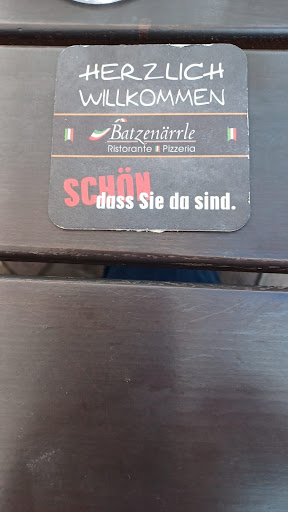 HERZLICH
WILLKOMMEN
Batzenärrle
Ristorante Pizzeria
SCHÖN
dass Sie da sind.